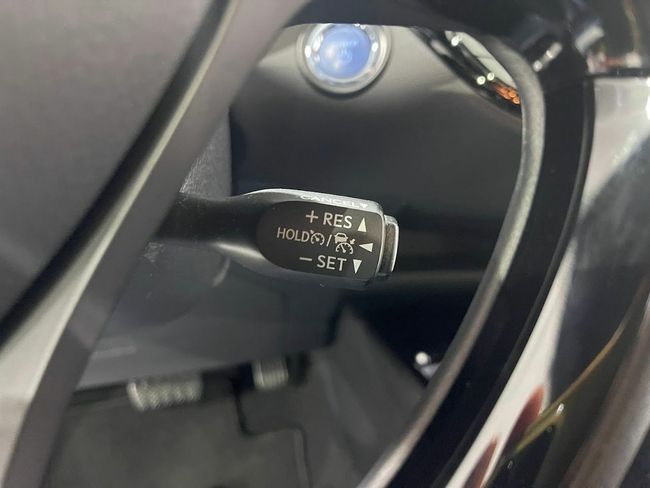 CANCEL
+ RES ▲
HOLD / ◀
− SET ▼